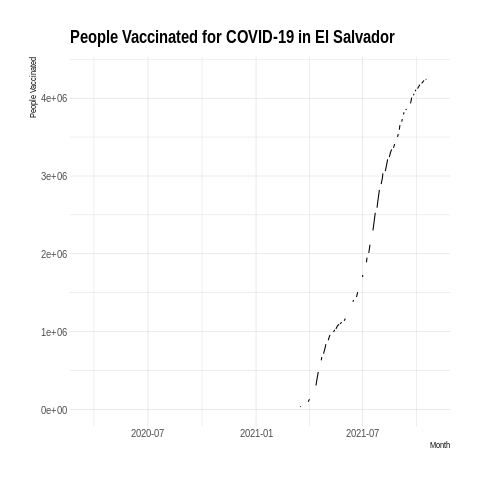 People Vaccinated for COVID-19 in El Salvador
People Vaccinated
4e+06
3e+06
2e+06
1e+06
0e+00
2020-07 2021-01 2021-07
Month